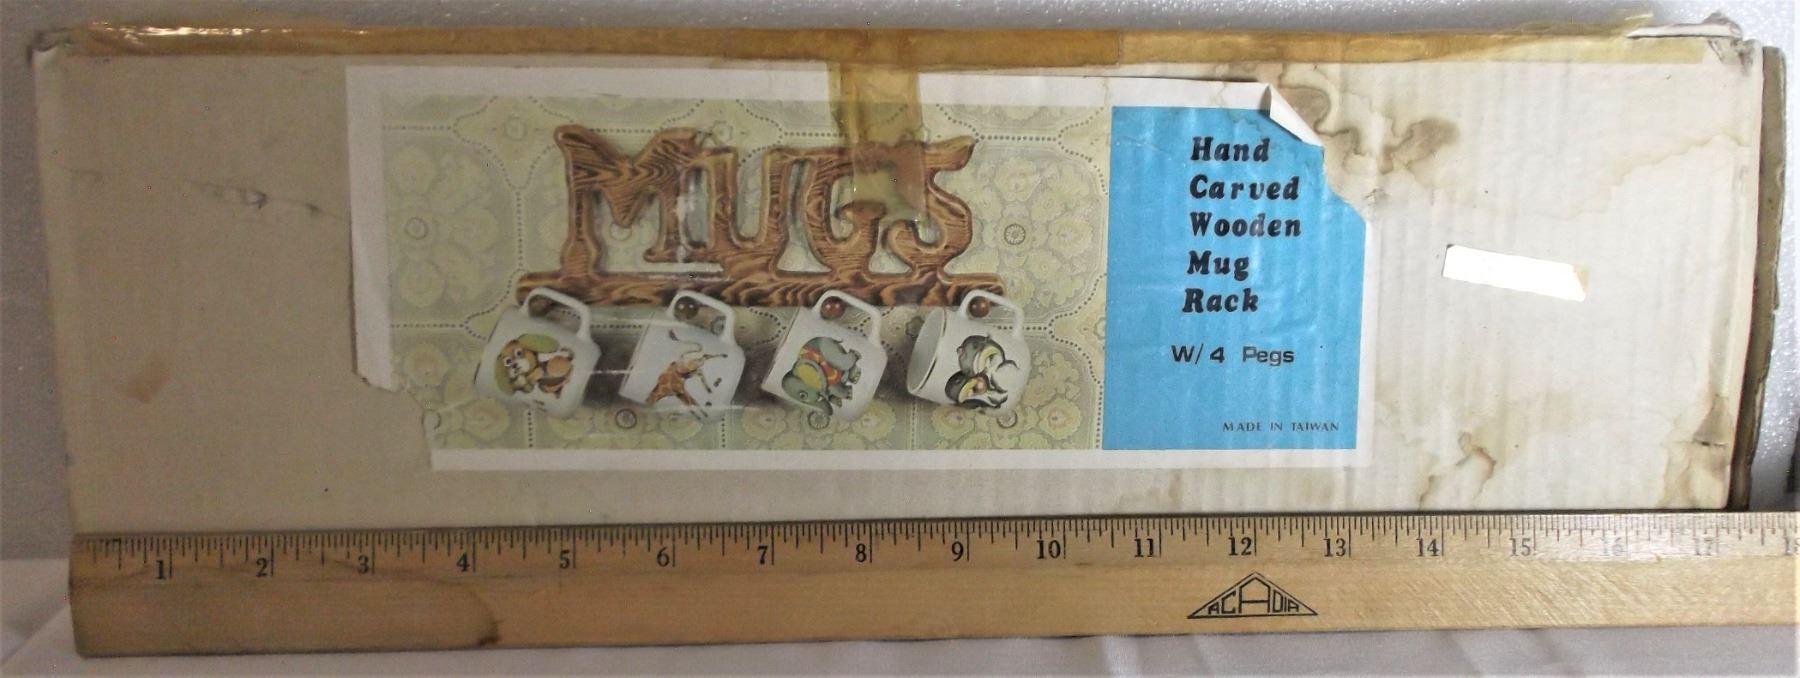 MUGS
Hand
Carved
Wooden
Mug
Rack
W/ 4 Pegs
MADE IN TAIWAN
1 2 3 4 5 6 7 8 9 10 11 12 13 14 15 16 17 18
ACADIA